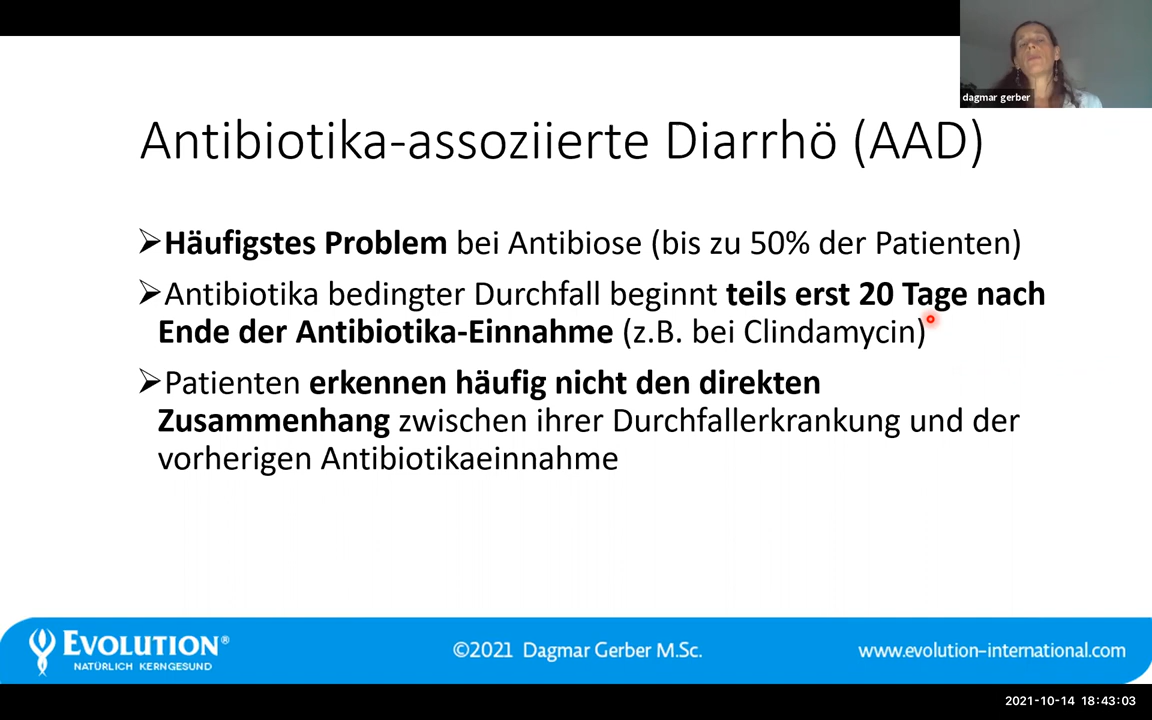 dagmar gerber
Antibiotika-assoziierte Diarrhö (AAD)
Häufigstes Problem bei Antibiose (bis zu 50% der Patienten)
Antibiotika bedingter Durchfall beginnt teils erst 20 Tage nach
Ende der Antibiotika-Einnahme (z.B. bei Clindamycin)
Patienten erkennen häufig nicht den direkten
Zusammenhang zwischen ihrer Durchfallerkrankung und der
vorherigen Antibiotikaeinnahme
EVOLUTION®
NATÜRLICH KERNGESUND
©2021 Dagmar Gerber M.Sc.
www.evolution-international.com
2021-10-14 18:43:03